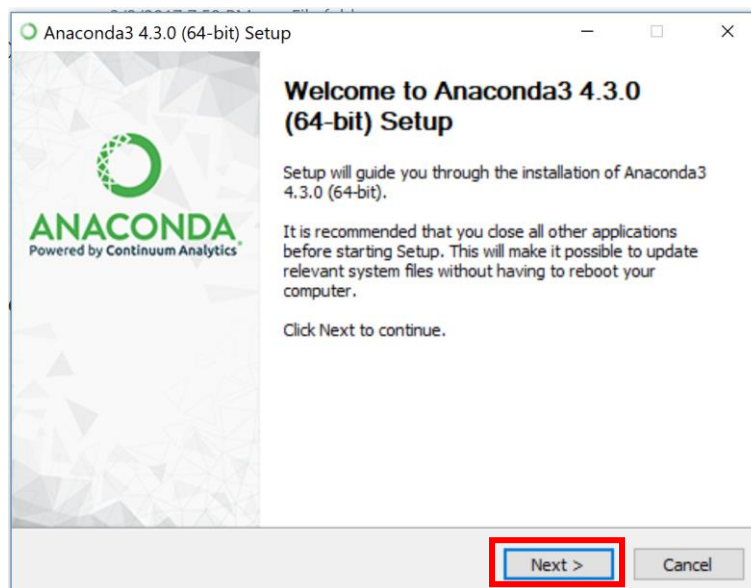 Anaconda3 4.3.0 (64-bit) Setup
Welcome to Anaconda3 4.3.0
(64-bit) Setup
Setup will guide you through the installation of Anaconda3
4.3.0 (64-bit).
ANACONDA.
Powered by Continuum Analytics
It is recommended that you close all other applications
before starting Setup. This will make it possible to update
relevant system files without having to reboot your
computer.
Click Next to continue.
Next >
Cancel